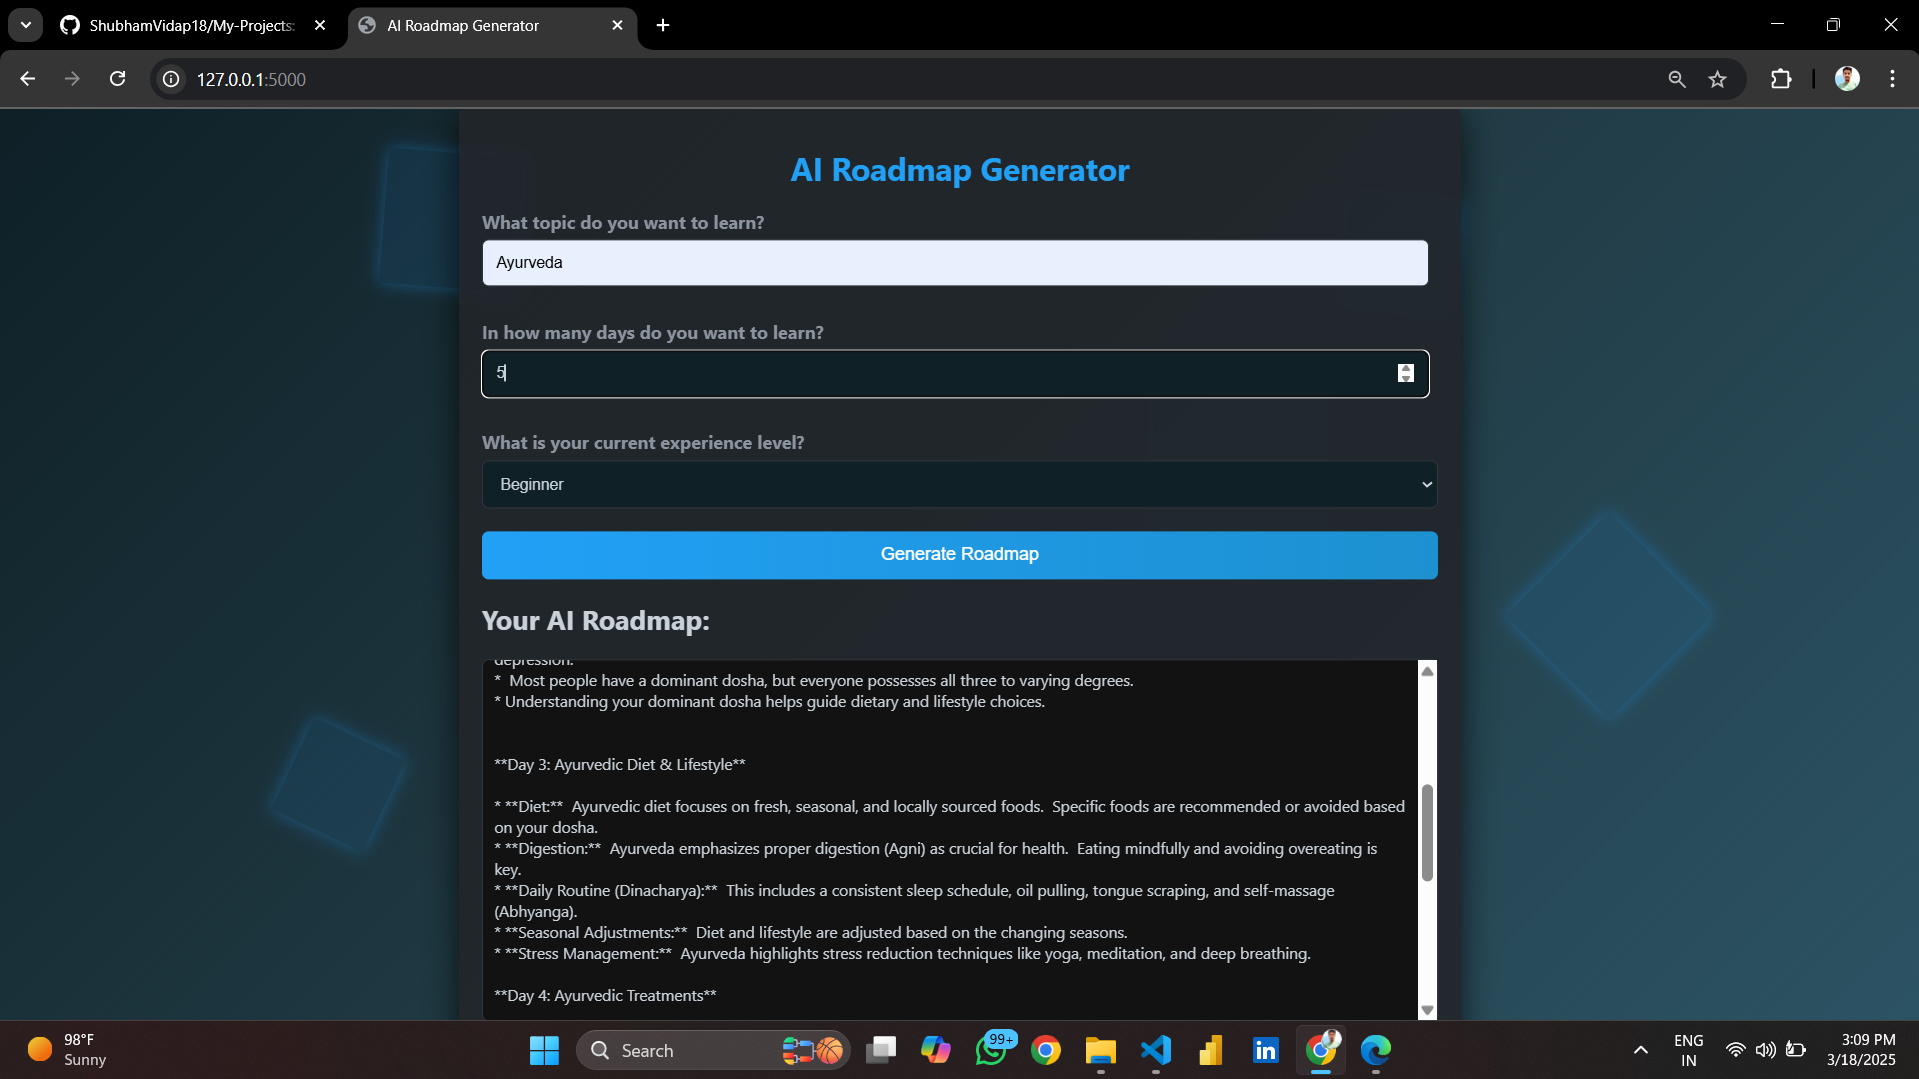 ShubhamVidap18/My-Projects:
AI Roadmap Generator
127.0.0.1:5000
AI Roadmap Generator
What topic do you want to learn?
Ayurveda
In how many days do you want to learn?
5
What is your current experience level?
Beginner
Generate Roadmap
Your AI Roadmap:
depression.
*  Most people have a dominant dosha, but everyone possesses all three to varying degrees.
* Understanding your dominant dosha helps guide dietary and lifestyle choices.
**Day 3: Ayurvedic Diet & Lifestyle**
* **Diet:**  Ayurvedic diet focuses on fresh, seasonal, and locally sourced foods.  Specific foods are recommended or avoided based
on your dosha.
* **Digestion:**  Ayurveda emphasizes proper digestion (Agni) as crucial for health.  Eating mindfully and avoiding overeating is
key.
* **Daily Routine (Dinacharya):**  This includes a consistent sleep schedule, oil pulling, tongue scraping, and self-massage
(Abhyanga).
* **Seasonal Adjustments:**  Diet and lifestyle are adjusted based on the changing seasons.
* **Stress Management:**  Ayurveda highlights stress reduction techniques like yoga, meditation, and deep breathing.
**Day 4: Ayurvedic Treatments**
98°F
Sunny
Search
99+
in
ENG
IN
3:09 PM
3/18/2025